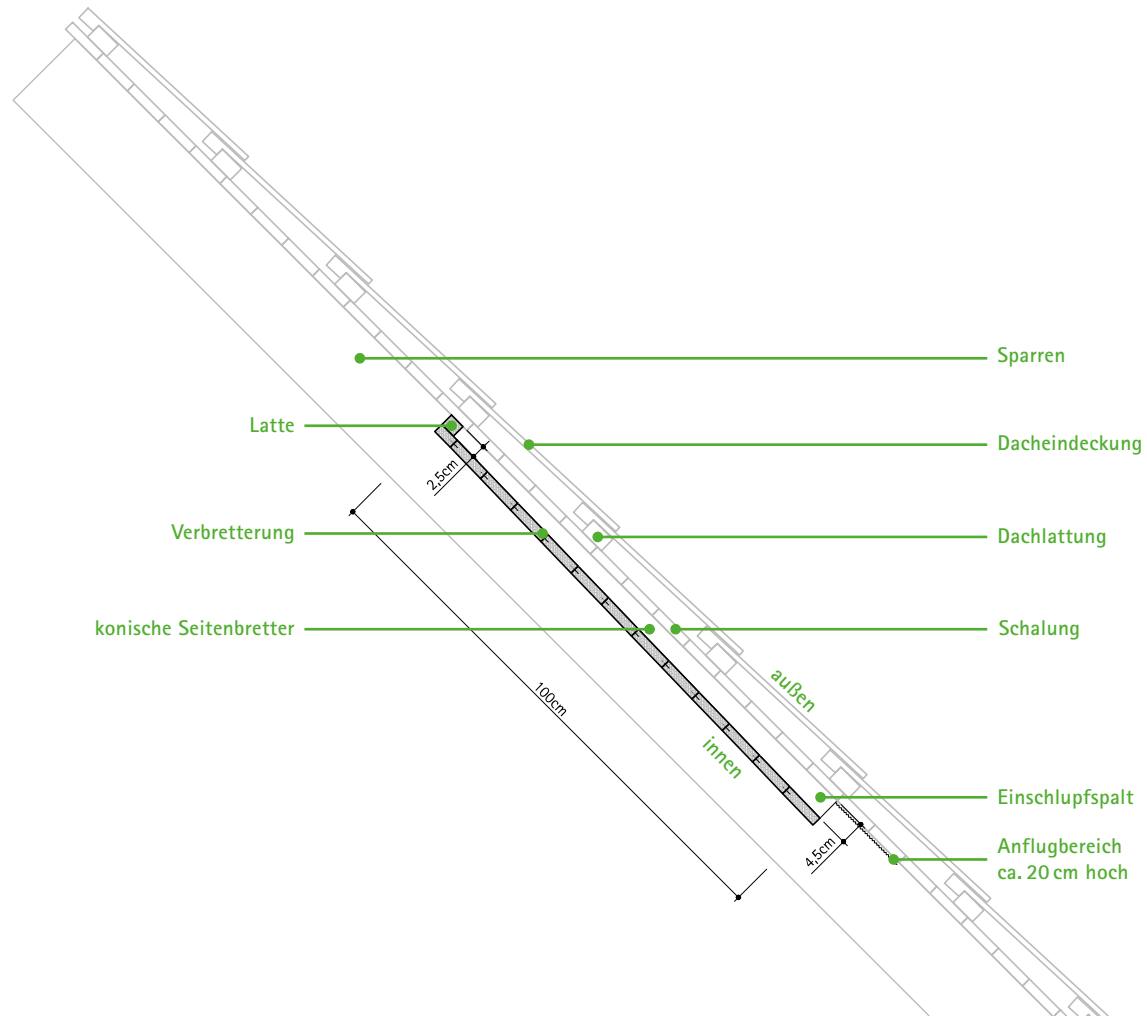 Sparren
Latte
Dacheindeckung
2,5cm
Verbretterung
Dachlattung
konische Seitenbretter
Schalung
außen
100cm
innen
Einschlupfspalt
4,5cm
Anflugbereich
ca. 20 cm hoch